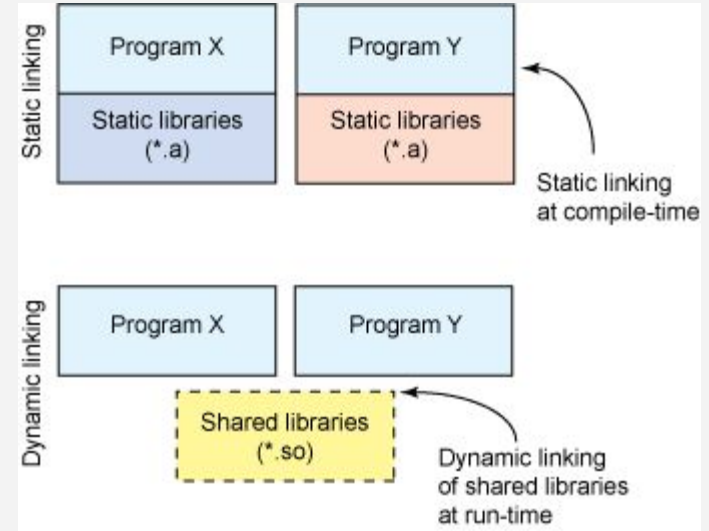 Static linking
Program X
Program Y
Static libraries
(*.a)
Static libraries
(*.a)
Static linking
at compile-time
Dynamic linking
Program X
Program Y
Shared libraries
(*.so)
Dynamic linking
of shared libraries
at run-time